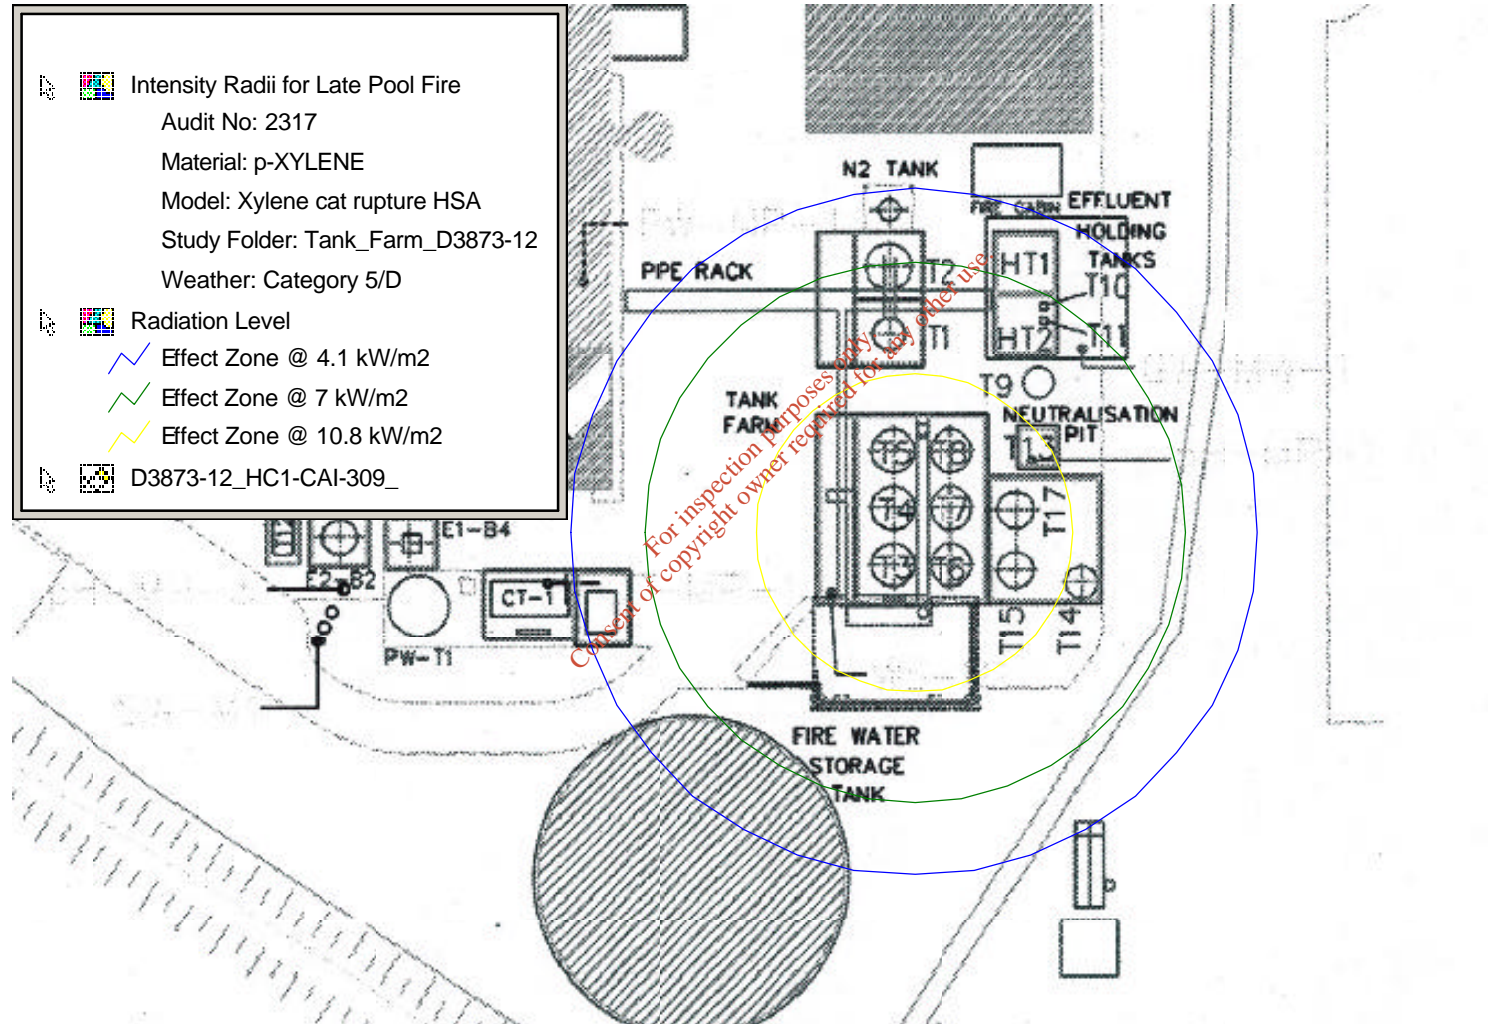 Intensity Radii for Late Pool Fire
Audit No: 2317
Material: p-XYLENE
Model: Xylene cat rupture HSA
Study Folder: Tank_Farm_D3873-12
Weather: Category 5/D
Radiation Level
Effect Zone @ 4.1 kW/m2
Effect Zone @ 7 kW/m2
Effect Zone @ 10.8 kW/m2
D3873-12_HC1-CAI-309_
N2 TANK
FIRE CABIN
EFFLUENT
HOLDING
TANKS
PIPE RACK
T2
HT1
T10
T1
HT2
T11
T9
TANK
FARM
NEUTRALISATION
PIT
T13
T5
T8
T4
T7
T17
T3
T6
T15
T14
E1-B4
E2-B2
CT-1
PW-T1
FIRE WATER
STORAGE
TANK
For inspection purposes only.
Consent of copyright owner required for any other use.